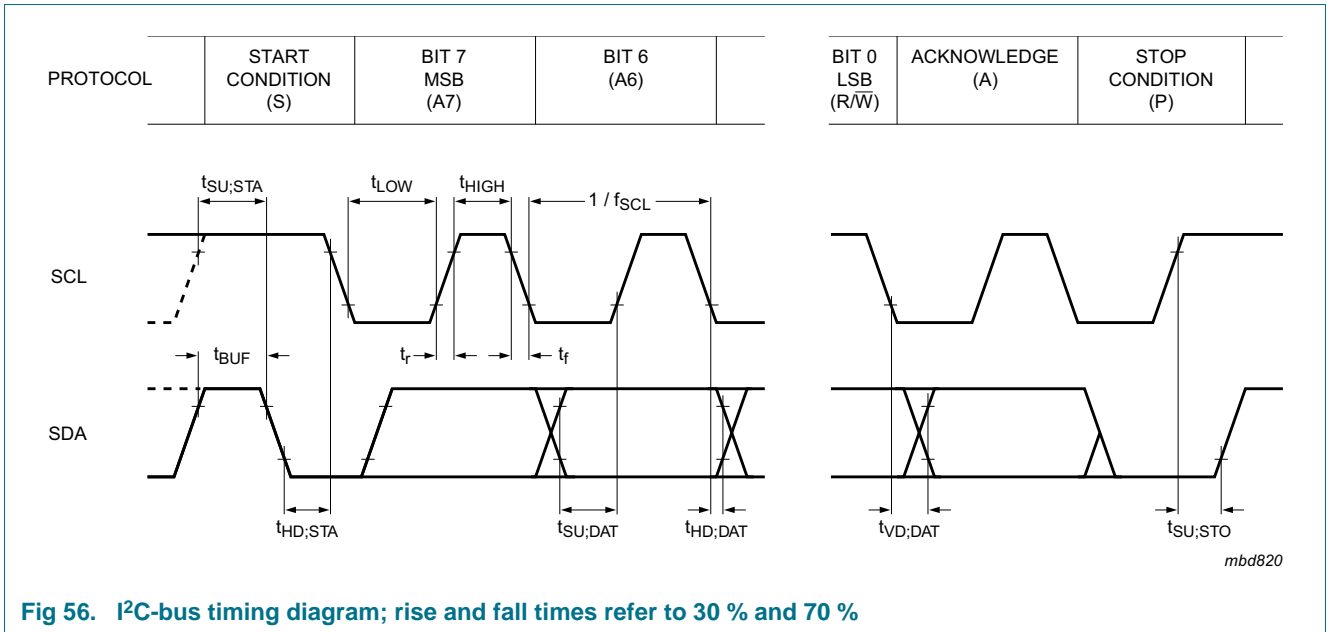 PROTOCOL
START
CONDITION
(S)
BIT 7
MSB
(A7)
BIT 6
(A6)
BIT 0
LSB
(R/W̅)
ACKNOWLEDGE
(A)
STOP
CONDITION
(P)
tSU;STA
tLOW
tHIGH
1 / fSCL
SCL
tBUF
tr
tf
SDA
tHD;STA
tSU;DAT
tHD;DAT
tVD;DAT
tSU;STO
mbd820
Fig 56. I²C-bus timing diagram; rise and fall times refer to 30 % and 70 %